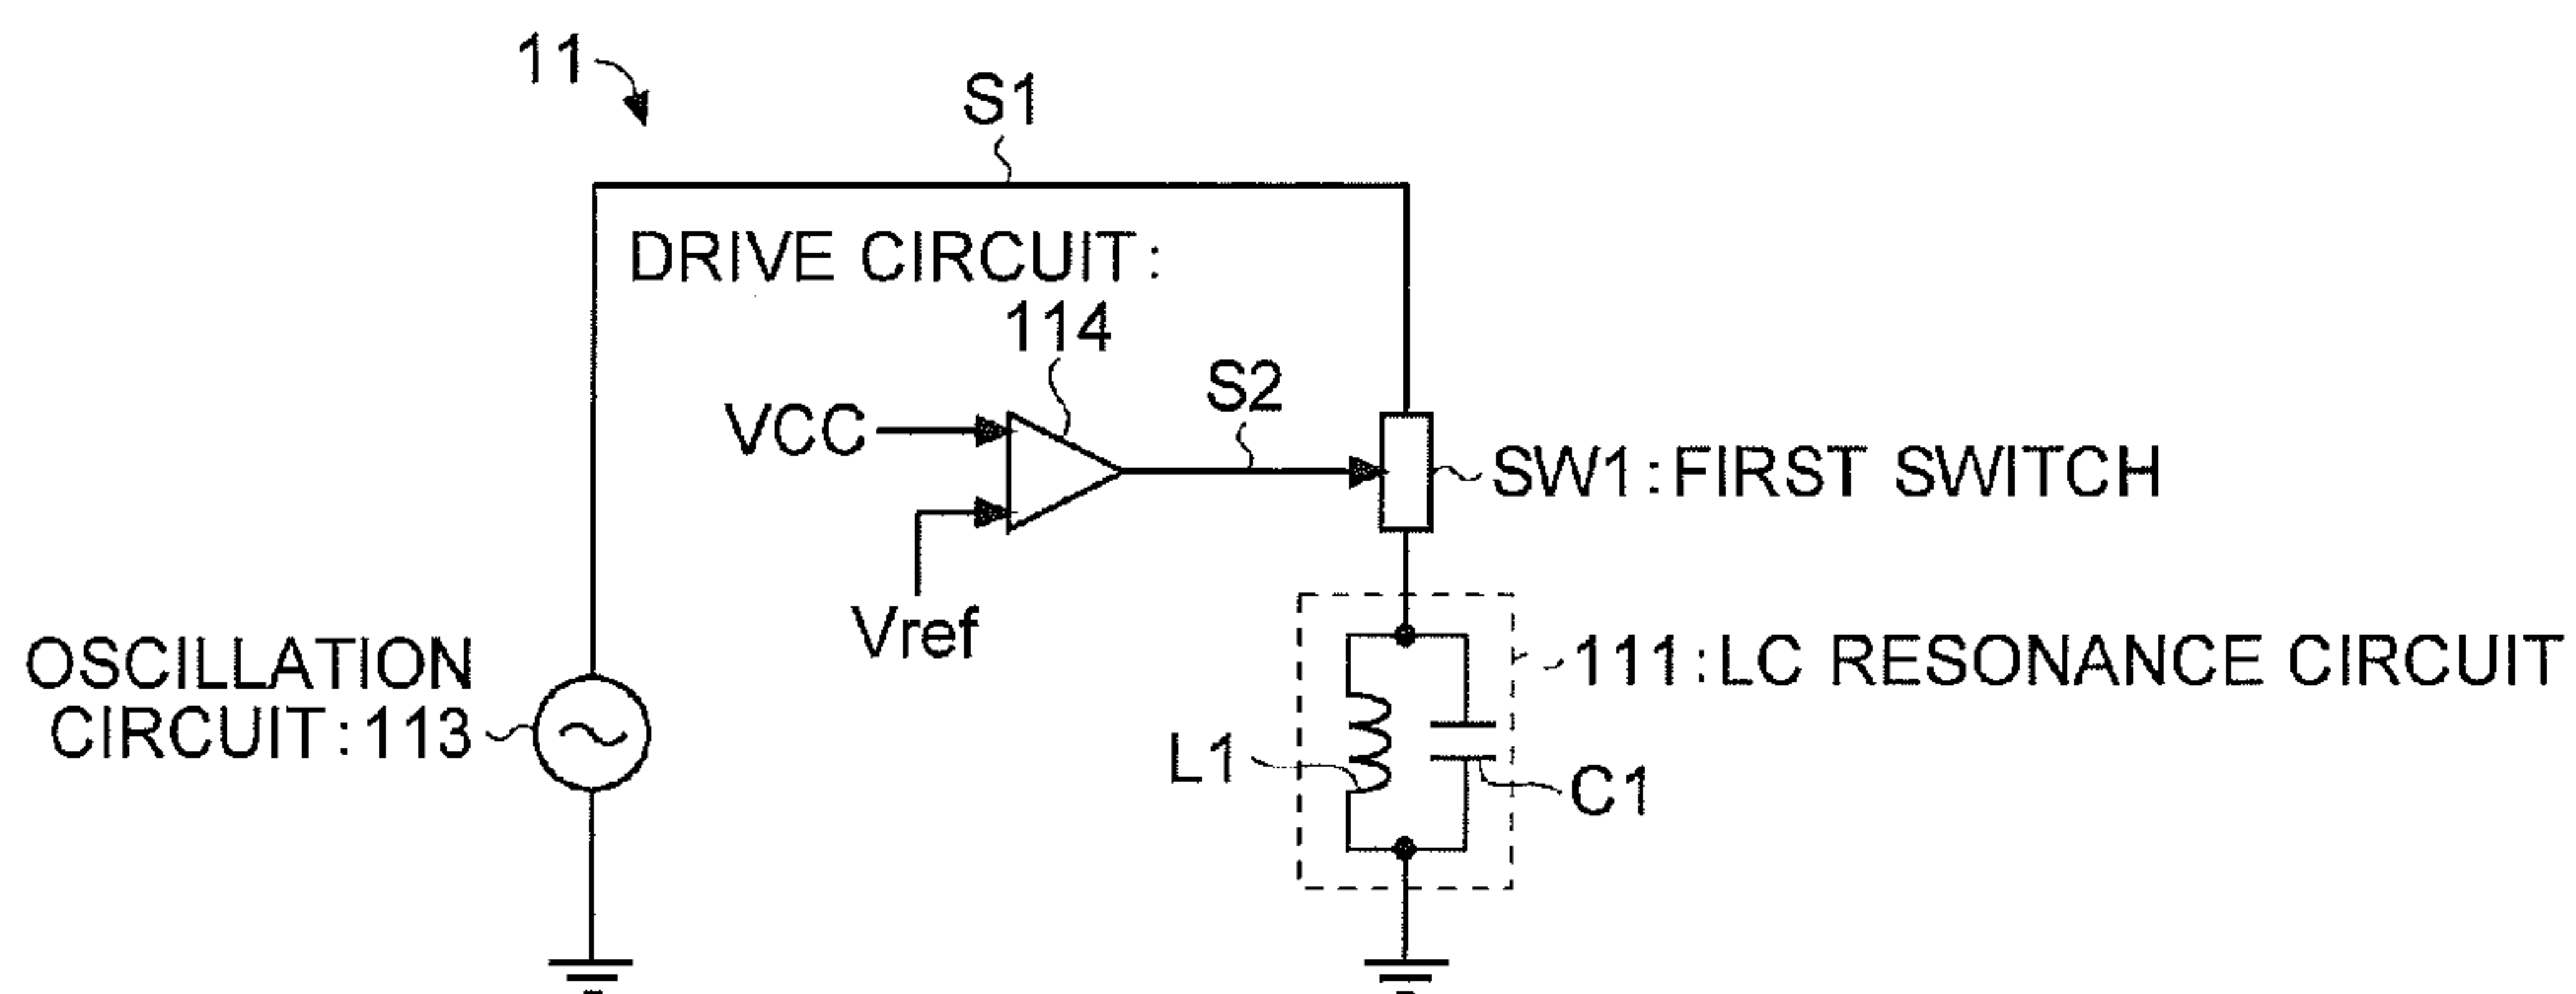 11
S1
DRIVE CIRCUIT:
114
VCC
S2
SW1:FIRST SWITCH
Vref
OSCILLATION
CIRCUIT:113
111:LC RESONANCE CIRCUIT
L1
C1